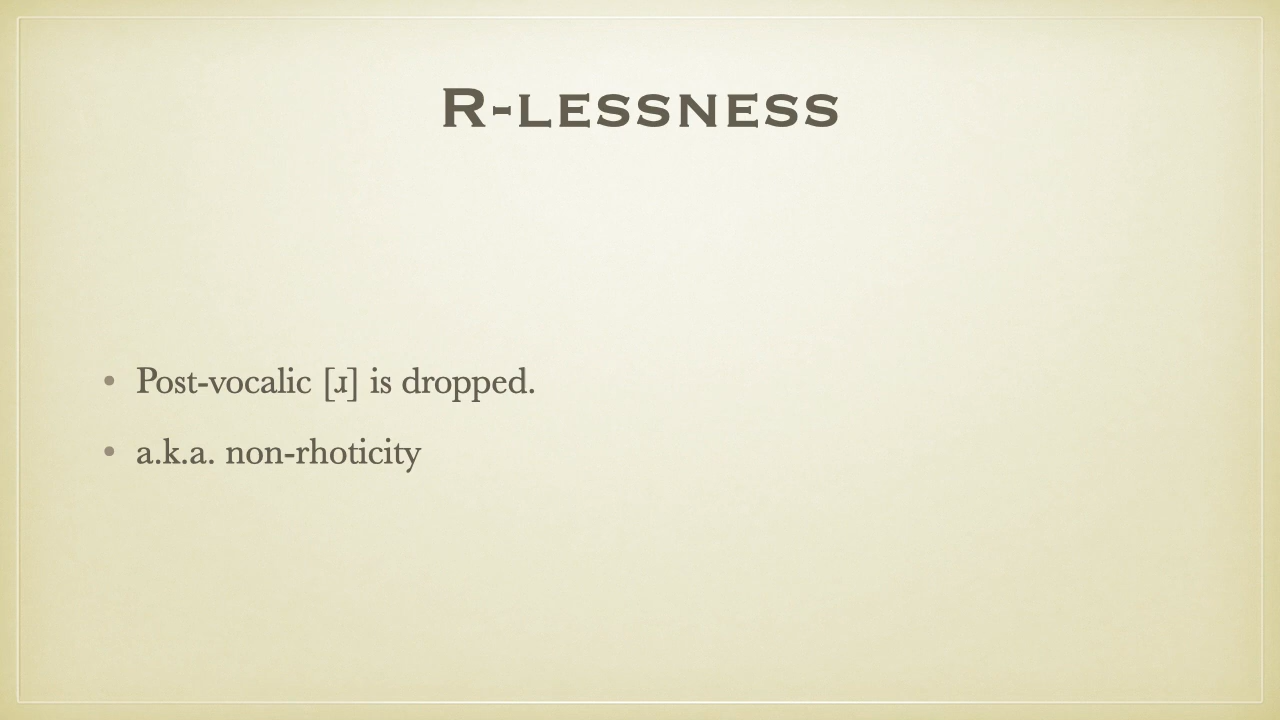 R-LESSNESS
• Post-vocalic [ɹ] is dropped.
• a.k.a. non-rhoticity